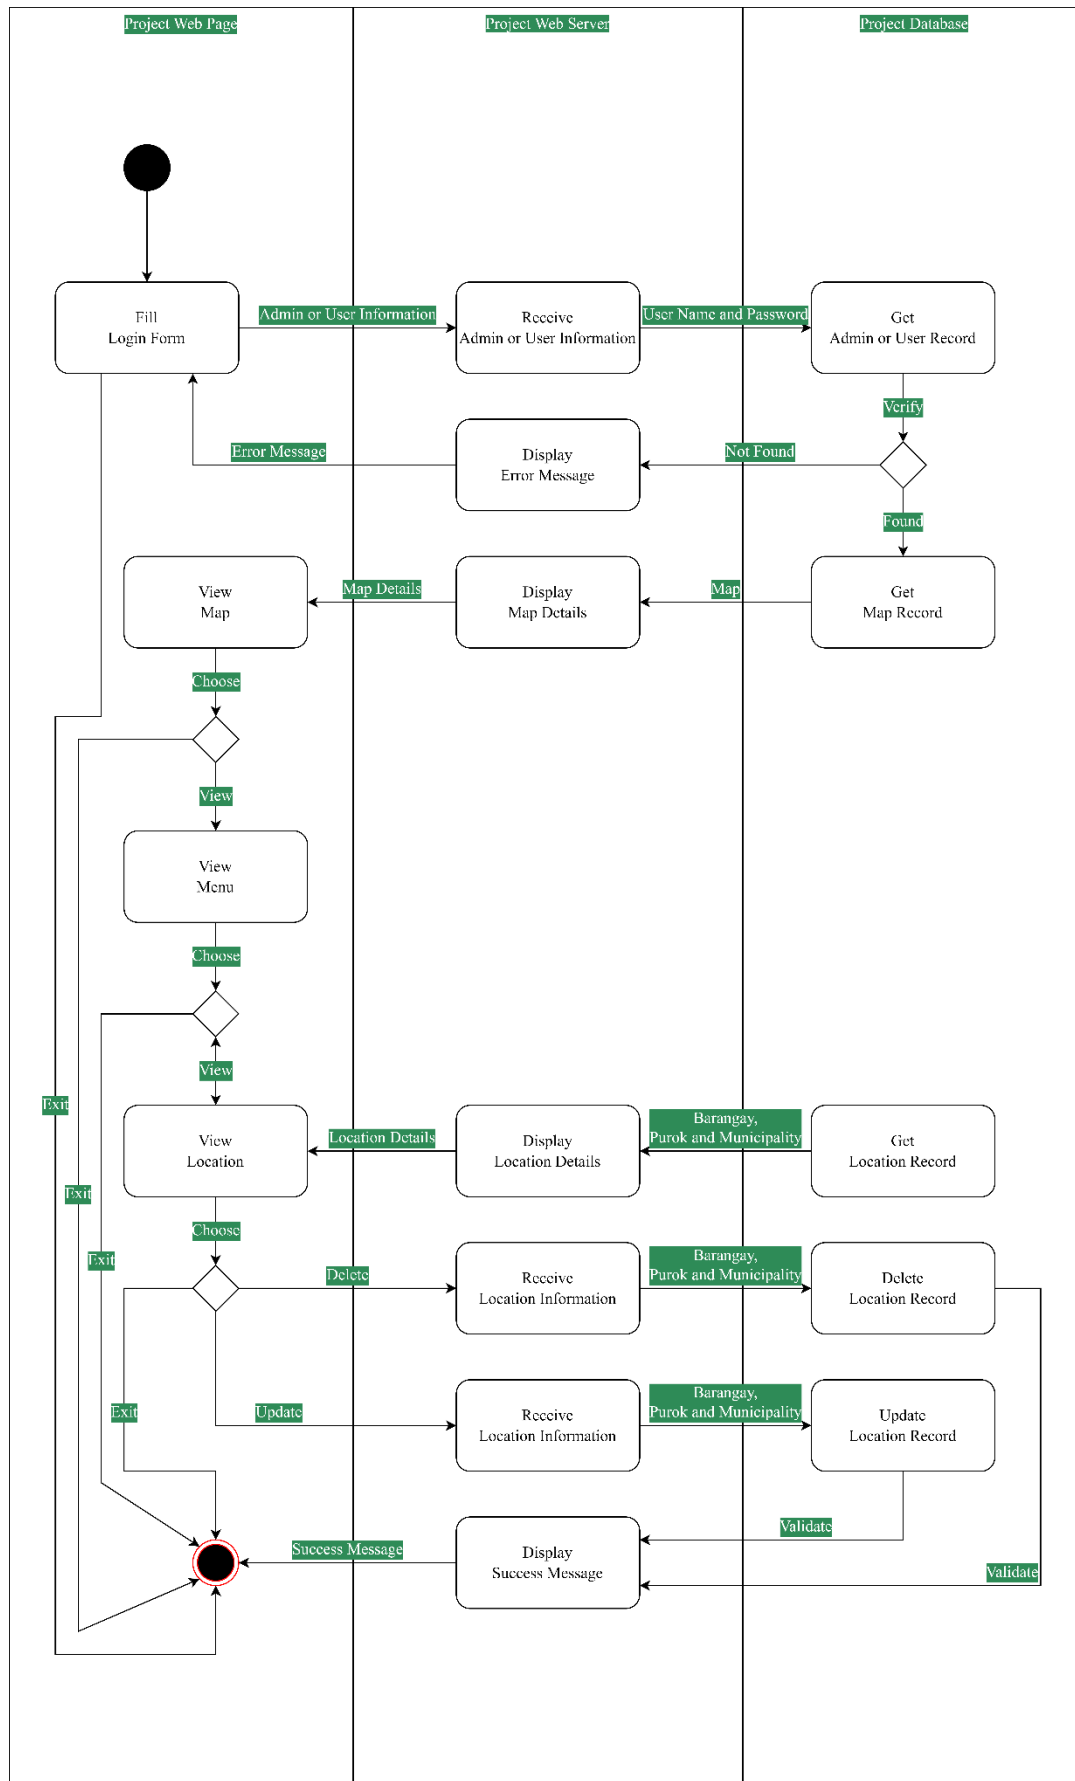 Project Web Page
Project Web Server
Project Database
Fill
Login Form
Admin or User Information
Receive
Admin or User Information
User Name and Password
Get
Admin or User Record
Verify
Error Message
Display
Error Message
Not Found
Found
View
Map
Map Details
Display
Map Details
Map
Get
Map Record
Choose
View
View
Menu
Choose
View
Exit
View
Location
Location Details
Display
Location Details
Barangay,
Purok and Municipality
Get
Location Record
Exit
Choose
Exit
Delete
Receive
Location Information
Barangay,
Purok and Municipality
Delete
Location Record
Exit
Update
Receive
Location Information
Barangay,
Purok and Municipality
Update
Location Record
Validate
Success Message
Display
Success Message
Validate